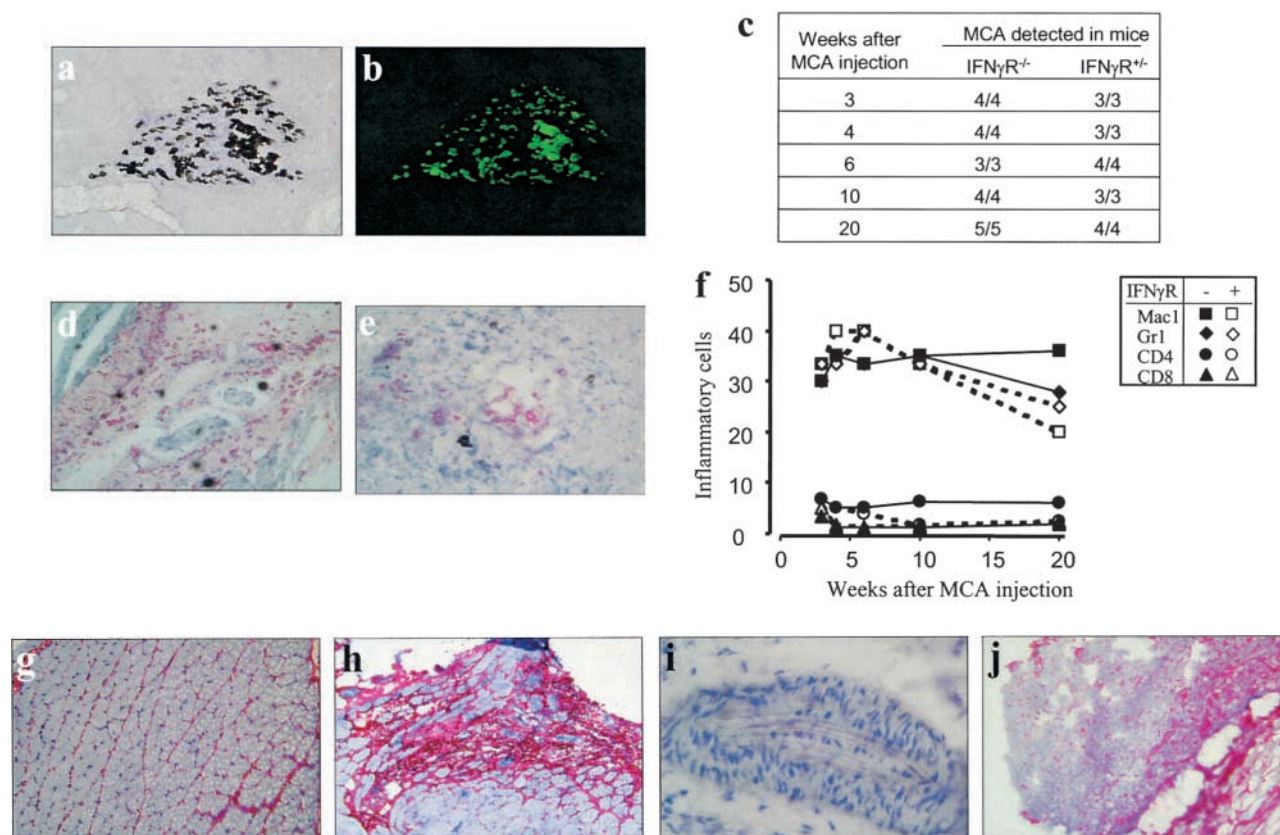 a
b
c
Weeks after MCA injection
MCA detected in mice
IFNγR-/-
IFNγR+/-
3 4/4 3/3
4 4/4 3/3
6 3/3 4/4
10 4/4 3/3
20 5/5 4/4
d
e
f
50
40
30
20
10
0
Inflammatory cells
0 5 10 15 20
Weeks after MCA injection
IFNγR - +
Mac1
Gr1
CD4
CD8
g
h
i
j